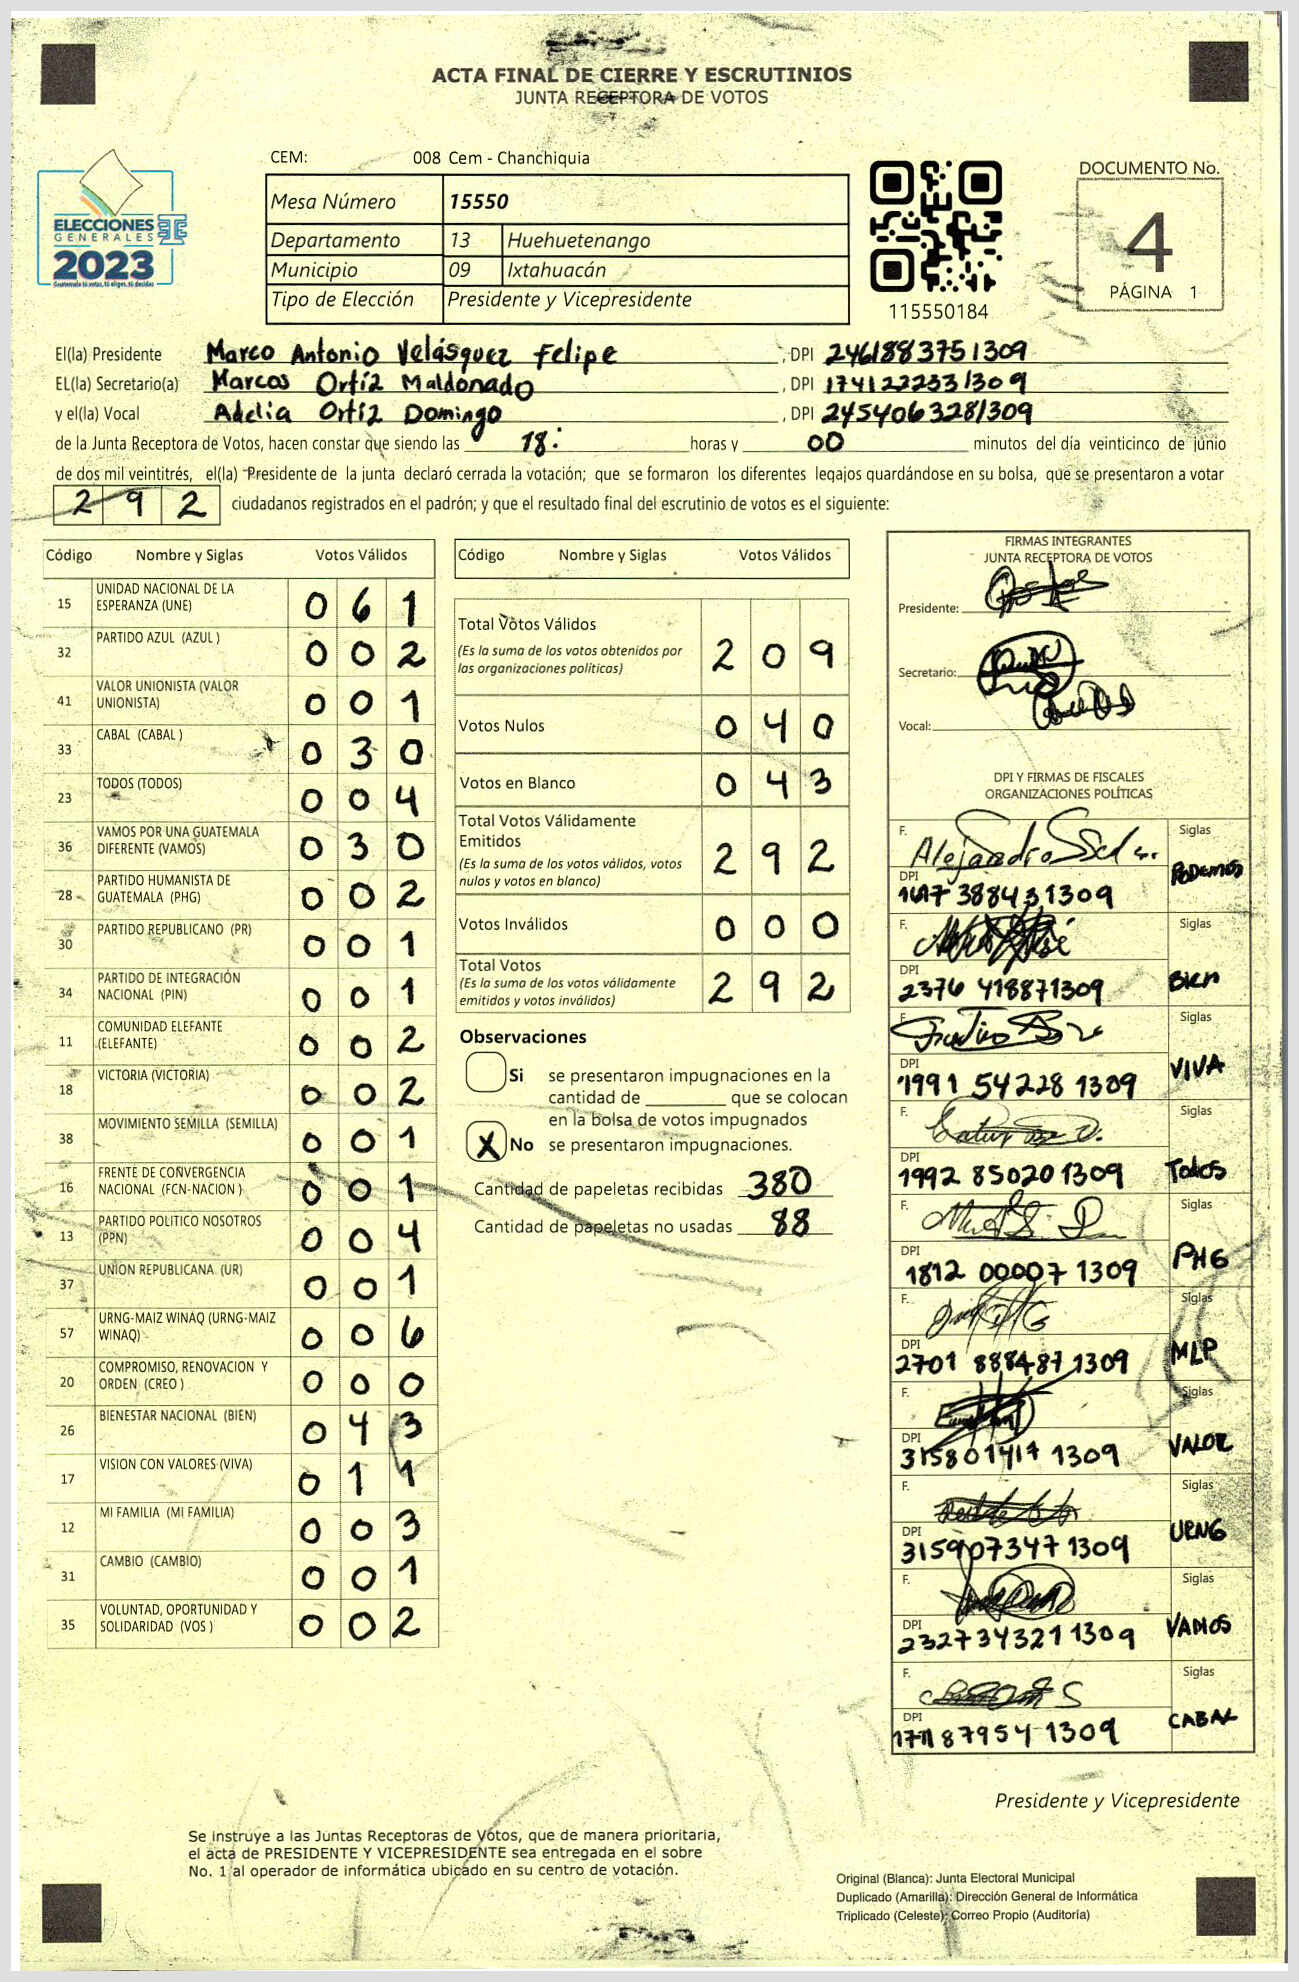 ACTA FINAL DE CIERRE Y ESCRUTINIOS
JUNTA RECEPTORA DE VOTOS
CEM: 008 Cem - Chanchiquia
ELECCIONES
GENERALES
2023
Guatemala tú votas, tú eliges, tú decides
Mesa Número 15550
Departamento 13 Huehuetenango
Municipio 09 Ixtahuacán
Tipo de Elección Presidente y Vicepresidente
115550184
DOCUMENTO No.
4
PÁGINA 1
El(la) Presidente Marco Antonio Velásquez Felipe , DPI 2461883751309
EL(la) Secretario(a) Marcos Ortíz Maldonado , DPI 1741222331309
y el(la) Vocal Adelia Ortíz Domingo , DPI 2454063281309
de la Junta Receptora de Votos, hacen constar que siendo las 18: horas y 00 minutos del día veinticinco de junio
de dos mil veintitrés, el(la) Presidente de la junta declaró cerrada la votación; que se formaron los diferentes legajos guardándose en su bolsa, que se presentaron a votar
292 ciudadanos registrados en el padrón; y que el resultado final del escrutinio de votos es el siguiente:
Código Nombre y Siglas Votos Válidos
15 UNIDAD NACIONAL DE LA
ESPERANZA (UNE) 0 6 1
32 PARTIDO AZUL (AZUL ) 0 0 2
41 VALOR UNIONISTA (VALOR
UNIONISTA) 0 0 1
33 CABAL (CABAL ) 0 3 0
23 TODOS (TODOS) 0 0 4
36 VAMOS POR UNA GUATEMALA
DIFERENTE (VAMOS) 0 3 0
28 PARTIDO HUMANISTA DE
GUATEMALA (PHG) 0 0 2
30 PARTIDO REPUBLICANO (PR) 0 0 1
34 PARTIDO DE INTEGRACIÓN
NACIONAL (PIN) 0 0 1
11 COMUNIDAD ELEFANTE
(ELEFANTE) 0 0 2
18 VICTORIA (VICTORIA) 0 0 2
38 MOVIMIENTO SEMILLA (SEMILLA) 0 0 1
16 FRENTE DE CONVERGENCIA
NACIONAL (FCN-NACION ) 0 0 1
13 PARTIDO POLITICO NOSOTROS
(PPN) 0 0 4
37 UNION REPUBLICANA (UR) 0 0 1
57 URNG-MAIZ WINAQ (URNG-MAIZ
WINAQ) 0 0 6
20 COMPROMISO, RENOVACION Y
ORDEN (CREO ) 0 0 0
26 BIENESTAR NACIONAL (BIEN) 0 4 3
17 VISION CON VALORES (VIVA) 0 1 1
12 MI FAMILIA (MI FAMILIA) 0 0 3
31 CAMBIO (CAMBIO) 0 0 1
35 VOLUNTAD, OPORTUNIDAD Y
SOLIDARIDAD (VOS ) 0 0 2
Código Nombre y Siglas Votos Válidos
Total Votos Válidos
(Es la suma de los votos obtenidos por
las organizaciones políticas) 2 0 9
Votos Nulos 0 4 0
Votos en Blanco 0 4 3
Total Votos Válidamente
Emitidos
(Es la suma de los votos válidos, votos
nulos y votos en blanco) 2 9 2
Votos Inválidos 0 0 0
Total Votos
(Es la suma de los votos válidamente
emitidos y votos inválidos) 2 9 2
Observaciones
Si se presentaron impugnaciones en la
cantidad de ________ que se colocan
en la bolsa de votos impugnados
X No se presentaron impugnaciones.
Cantidad de papeletas recibidas 380
Cantidad de papeletas no usadas 88
FIRMAS INTEGRANTES
JUNTA RECEPTORA DE VOTOS
Presidente:
Secretario:
Vocal:
DPI Y FIRMAS DE FISCALES
ORGANIZACIONES POLÍTICAS
F. Alejandro Siglas
DPI PODEMOS
388431309
F. Siglas
DPI BIEN
2376 418871309
F. Siglas
DPI VIVA
1991 54228 1309
F. Siglas
DPI TODOS
1992 85020 1309
F. Siglas
DPI PHG
1812 00007 1309
F. Siglas
DPI MLP
2701 88848 7 1309
F. Siglas
DPI VALOR
315801417 1309
F. Siglas
DPI URNG
315907347 1309
F. Siglas
DPI VAMOS
232734321 1309
F. Siglas
DPI CABAL
87954 1309
Presidente y Vicepresidente
Se instruye a las Juntas Receptoras de Votos, que de manera prioritaria,
el acta de PRESIDENTE Y VICEPRESIDENTE sea entregada en el sobre
No. 1 al operador de informática ubicado en su centro de votación.
Original (Blanca): Junta Electoral Municipal
Duplicado (Amarilla): Dirección General de Informática
Triplicado (Celeste): Correo Propio (Auditoría)